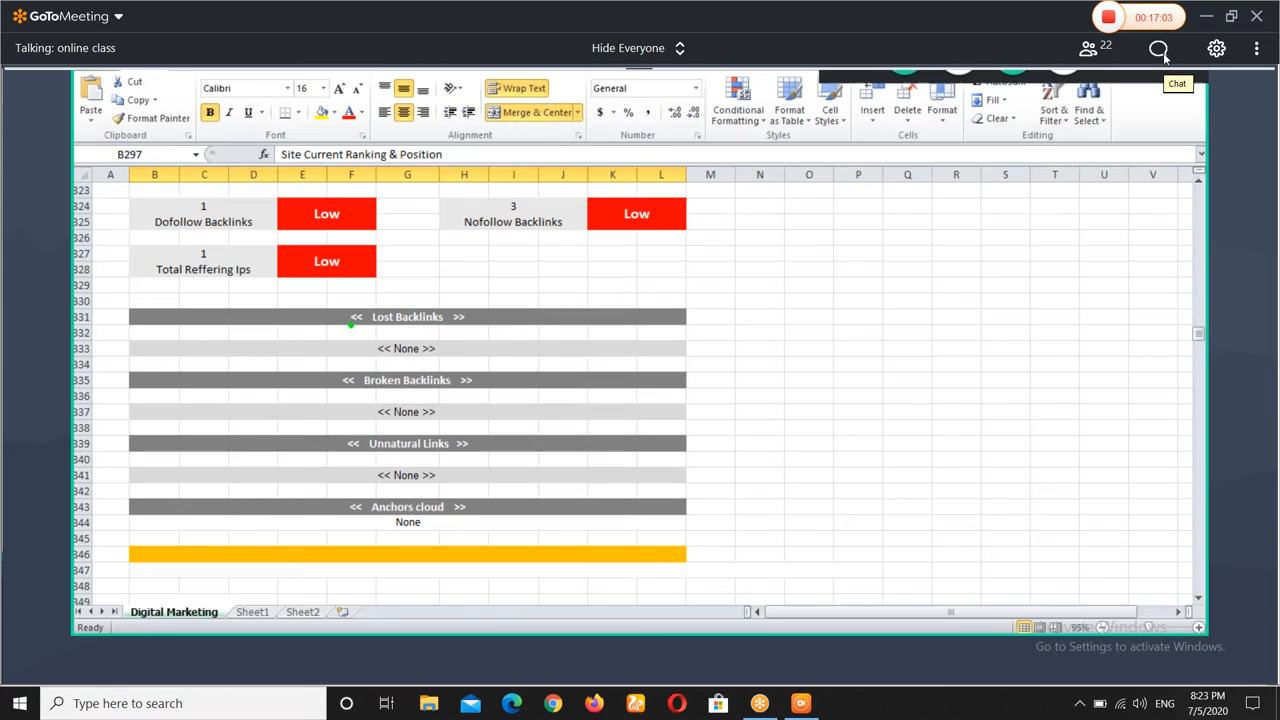 GoToMeeting
00:17:03
Talking: online class
Hide Everyone
22
Chat
Cut
Copy
Format Painter
Paste
Clipboard
Calibri
16
B I U
Font
Wrap Text
Merge & Center
Alignment
$
Number
Conditional Formatting
Format as Table
Cell Styles
Styles
Insert
Delete
Format
Cells
Fill
Clear
Sort & Filter
Find & Select
Editing
B297
fx
Site Current Ranking & Position
A B C D E F G H I J K L M N O P Q R S T U V
323
324 1 Low 3 Low
325 Dofollow Backlinks Nofollow Backlinks
326
327 1 Low
328 Total Reffering Ips
329
330
331 << Lost Backlinks >>
332
333 << None >>
334
335 << Broken Backlinks >>
336
337 << None >>
338
339 << Unnatural Links >>
340
341 << None >>
342
343 << Anchors cloud >>
344 None
345
346
347
348
349
Digital Marketing Sheet1 Sheet2
Ready
95%
Activate Windows
Go to Settings to activate Windows.
Type here to search
ENG
8:23 PM
7/5/2020